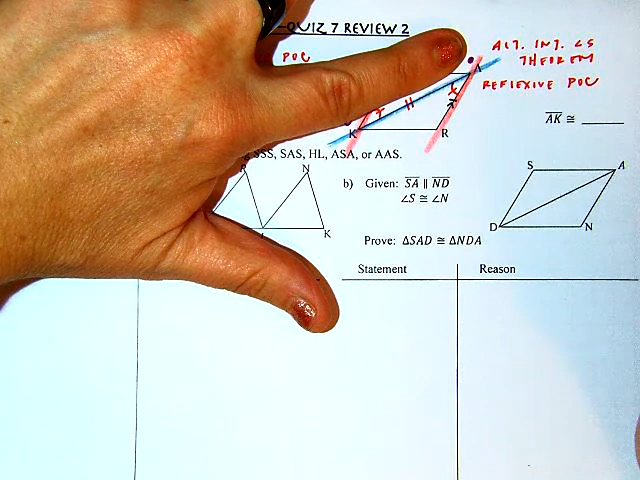 QUIZ 7 REVIEW 2
POC
ALT. INT. ∠S
THEOREM
REFLEXIVE POC
A
K
R
AK ≅ ______
SSS, SAS, HL, ASA, or AAS.
N
K
b) Given: SA ∥ ND
∠S ≅ ∠N
Prove: ΔSAD ≅ ΔNDA
S
A
D
N
Statement
Reason